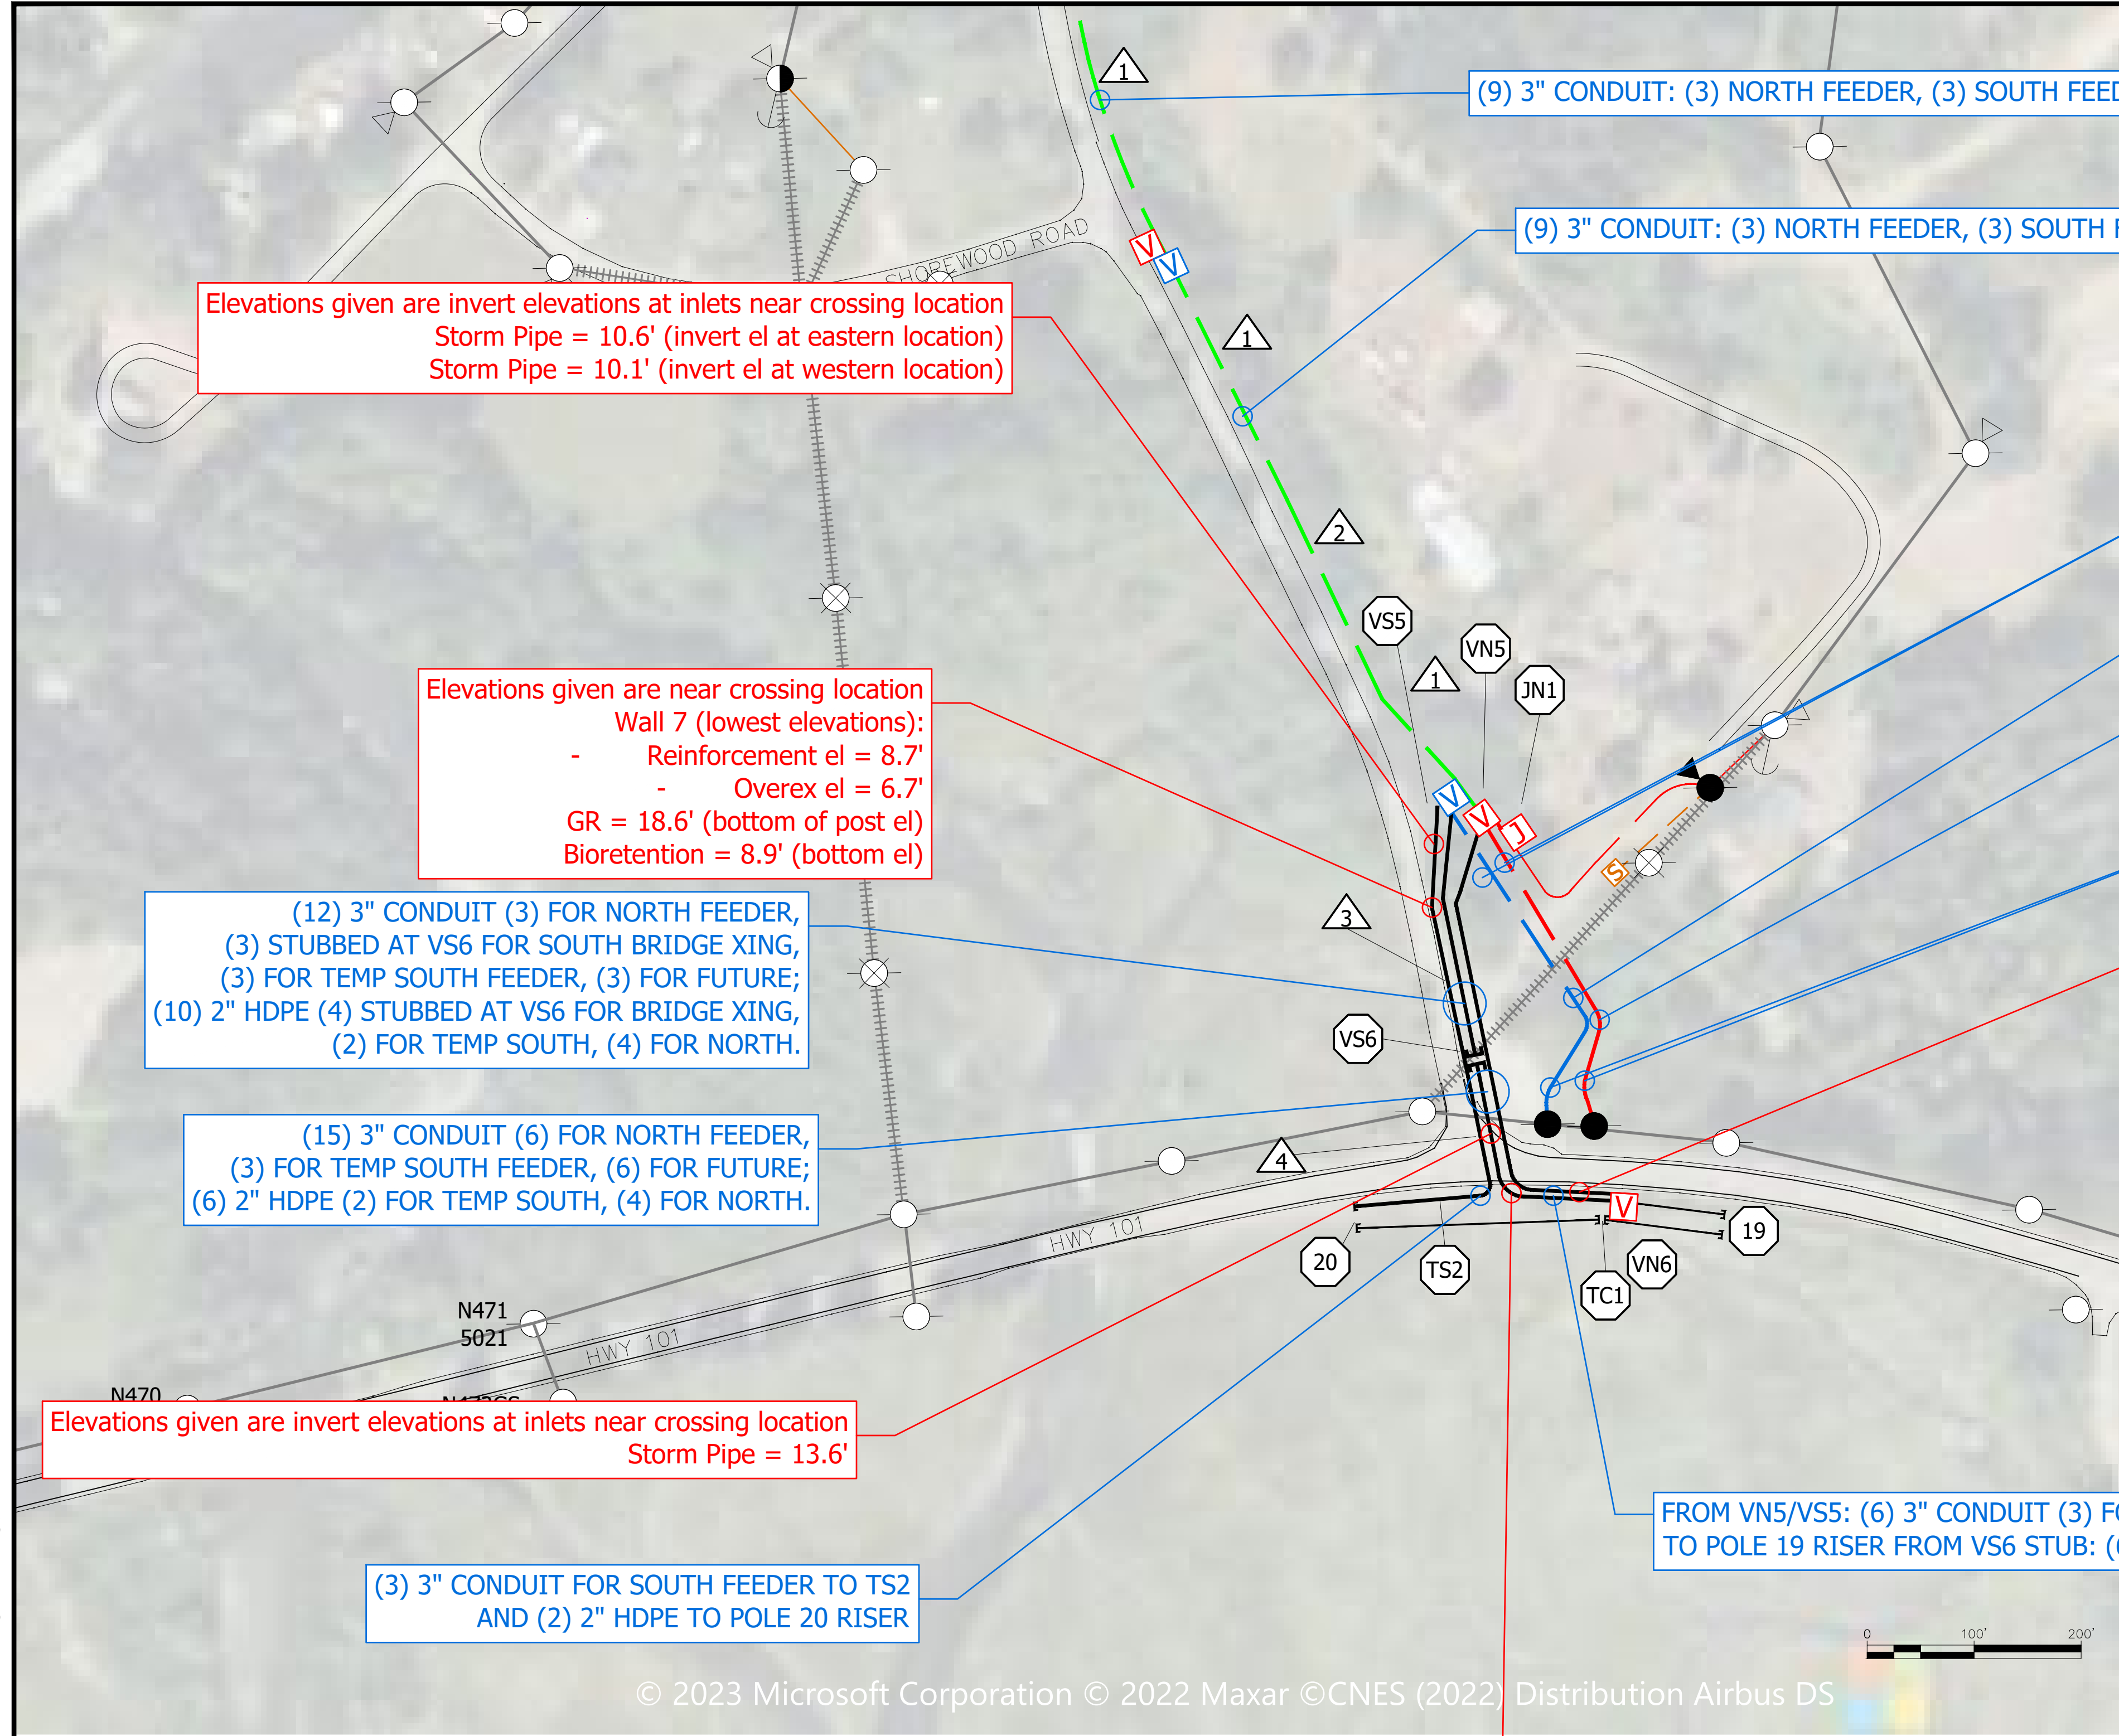 1
(9) 3" CONDUIT: (3) NORTH FEEDER, (3) SOUTH FEED
(9) 3" CONDUIT: (3) NORTH FEEDER, (3) SOUTH
SHOREWOOD ROAD
V
V
Elevations given are invert elevations at inlets near crossing location
Storm Pipe = 10.6' (invert el at eastern location)
Storm Pipe = 10.1' (invert el at western location)
1
2
VS5
VN5
1
JN1
Elevations given are near crossing location
Wall 7 (lowest elevations):
- Reinforcement el = 8.7'
- Overex el = 6.7'
GR = 18.6' (bottom of post el)
Bioretention = 8.9' (bottom el)
V
V
J
S
3
(12) 3" CONDUIT (3) FOR NORTH FEEDER,
(3) STUBBED AT VS6 FOR SOUTH BRIDGE XING,
(3) FOR TEMP SOUTH FEEDER, (3) FOR FUTURE;
(10) 2" HDPE (4) STUBBED AT VS6 FOR BRIDGE XING,
(2) FOR TEMP SOUTH, (4) FOR NORTH.
VS6
(15) 3" CONDUIT (6) FOR NORTH FEEDER,
(3) FOR TEMP SOUTH FEEDER, (6) FOR FUTURE;
(6) 2" HDPE (2) FOR TEMP SOUTH, (4) FOR NORTH.
4
V
19
20
TS2
VN6
TC1
HWY 101
N471
5021
HWY 101
N470
Elevations given are invert elevations at inlets near crossing location
Storm Pipe = 13.6'
FROM VN5/VS5: (6) 3" CONDUIT (3) FO
TO POLE 19 RISER FROM VS6 STUB: (6
(3) 3" CONDUIT FOR SOUTH FEEDER TO TS2
AND (2) 2" HDPE TO POLE 20 RISER
0 100' 200'
© 2023 Microsoft Corporation © 2022 Maxar ©CNES (2022) Distribution Airbus DS